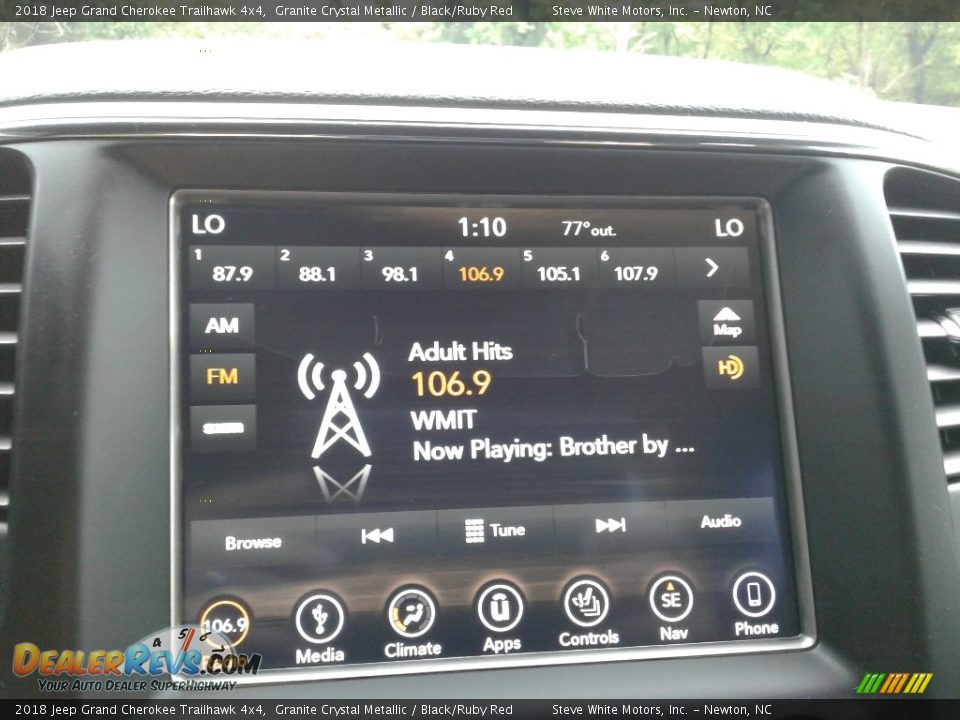 2018 Jeep Grand Cherokee Trailhawk 4x4, Granite Crystal Metallic / Black/Ruby Red Steve White Motors, Inc. – Newton, NC
LO 1:10 77°out. LO
1 87.9 2 88.1 3 98.1 4 106.9 5 105.1 6 107.9
AM
Map
FM
HD
Adult Hits
106.9
WMIT
Now Playing: Brother by ...
Browse Tune Audio
106.9 Media Climate Apps Controls SE Nav Phone
DealerRevs.com
Your Auto Dealer SuperHighway
2018 Jeep Grand Cherokee Trailhawk 4x4, Granite Crystal Metallic / Black/Ruby Red Steve White Motors, Inc. – Newton, NC